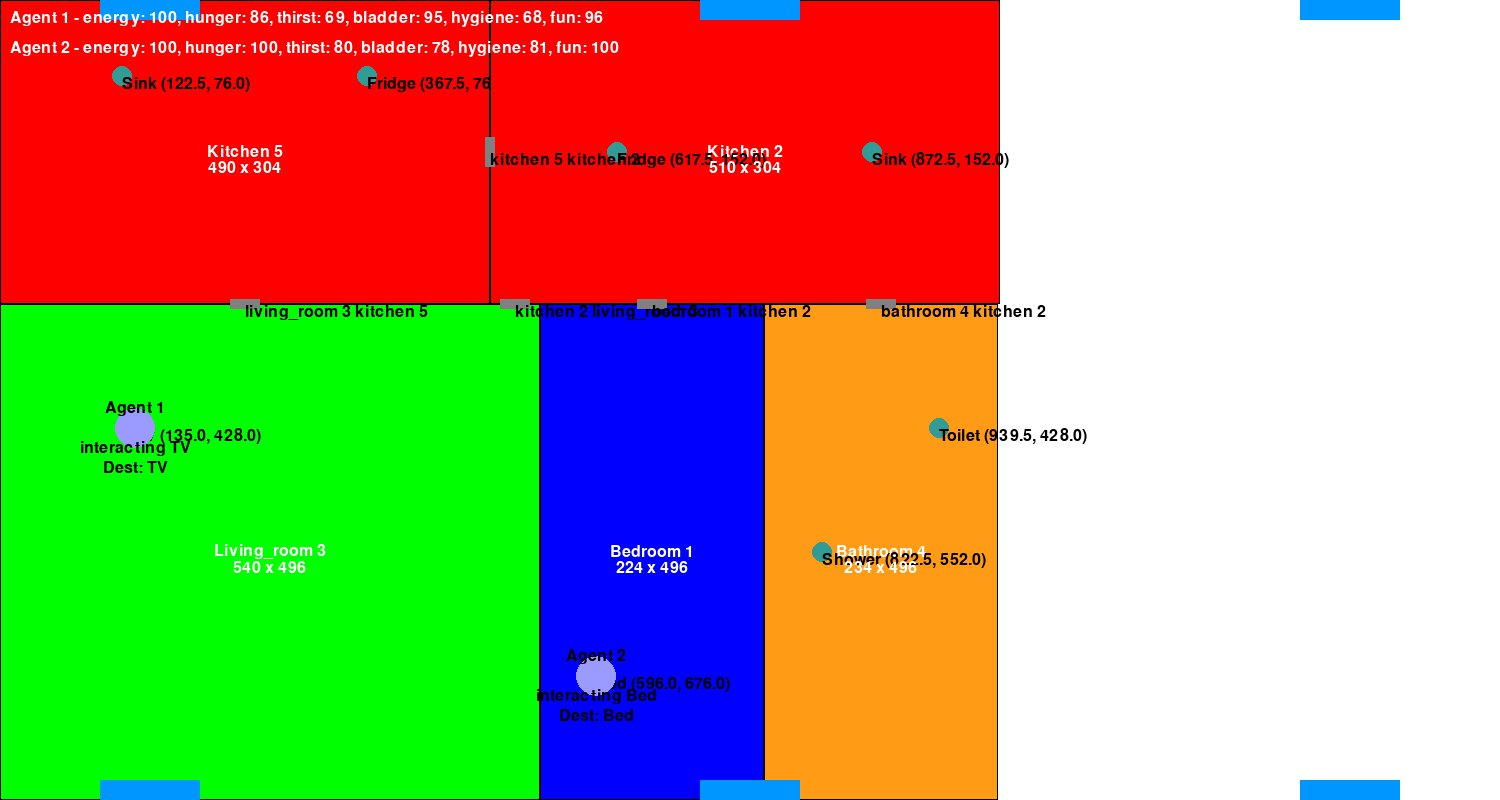 Agent 1 - energy: 100, hunger: 86, thirst: 69, bladder: 95, hygiene: 68, fun: 96
Agent 2 - energy: 100, hunger: 100, thirst: 80, bladder: 78, hygiene: 81, fun: 100
Sink (122.5, 76.0)
Fridge (367.5, 76
Kitchen 5
490 x 304
kitchen 5 kitchen 2
Fridge (617.5, 152.0)
Kitchen 2
510 x 304
Sink (872.5, 152.0)
living_room 3 kitchen 5
kitchen 2 living_room 3
bedroom 1 kitchen 2
bathroom 4 kitchen 2
Agent 1
(135.0, 428.0)
interacting TV
Dest: TV
Toilet (939.5, 428.0)
Living_room 3
540 x 496
Bedroom 1
224 x 496
Bathroom 4
234 x 496
Shower (822.5, 552.0)
Agent 2
d (596.0, 676.0)
interacting Bed
Dest: Bed